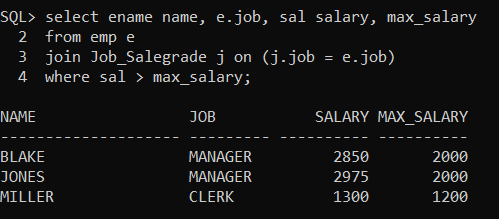 SQL> select ename name, e.job, sal salary, max_salary
  2  from emp e
  3  join Job_Salegrade j on (j.job = e.job)
  4  where sal > max_salary;

NAME                 JOB           SALARY MAX_SALARY
-------------------- --------- ---------- ----------
BLAKE                MANAGER         2850       2000
JONES                MANAGER         2975       2000
MILLER               CLERK           1300       1200